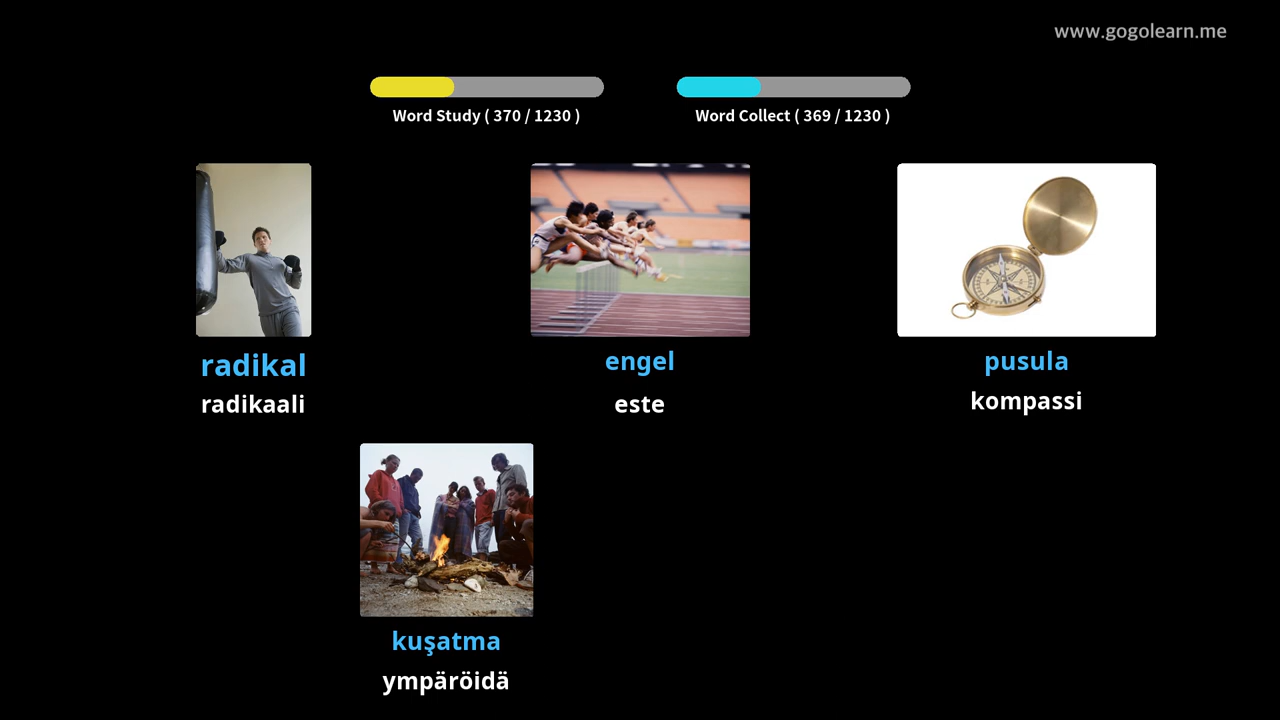 www.gogolearn.me
Word Study ( 370 / 1230 )
Word Collect ( 369 / 1230 )
radikal
radikaali
engel
este
pusula
kompassi
kuşatma
ympäröidä